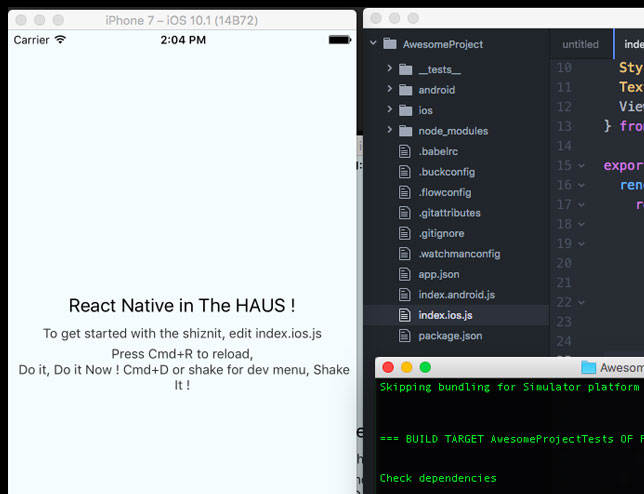 iPhone 7 – iOS 10.1 (14B72)
Carrier
2:04 PM
React Native in The HAUS !
To get started with the shiznit, edit index.ios.js
Press Cmd+R to reload,
Do it, Do it Now ! Cmd+D or shake for dev menu, Shake
It !
AwesomeProject
__tests__
android
ios
node_modules
.babelrc
.buckconfig
.flowconfig
.gitattributes
.gitignore
.watchmanconfig
app.json
index.android.js
index.ios.js
package.json
untitled
inde
10 Sty
11 Tex
12 View
13 } from
14
15 export
16 rend
17 re
18
19
20
21
22
23
24
Awesom
Skipping bundling for Simulator platform
=== BUILD TARGET AwesomeProjectTests OF
Check dependencies